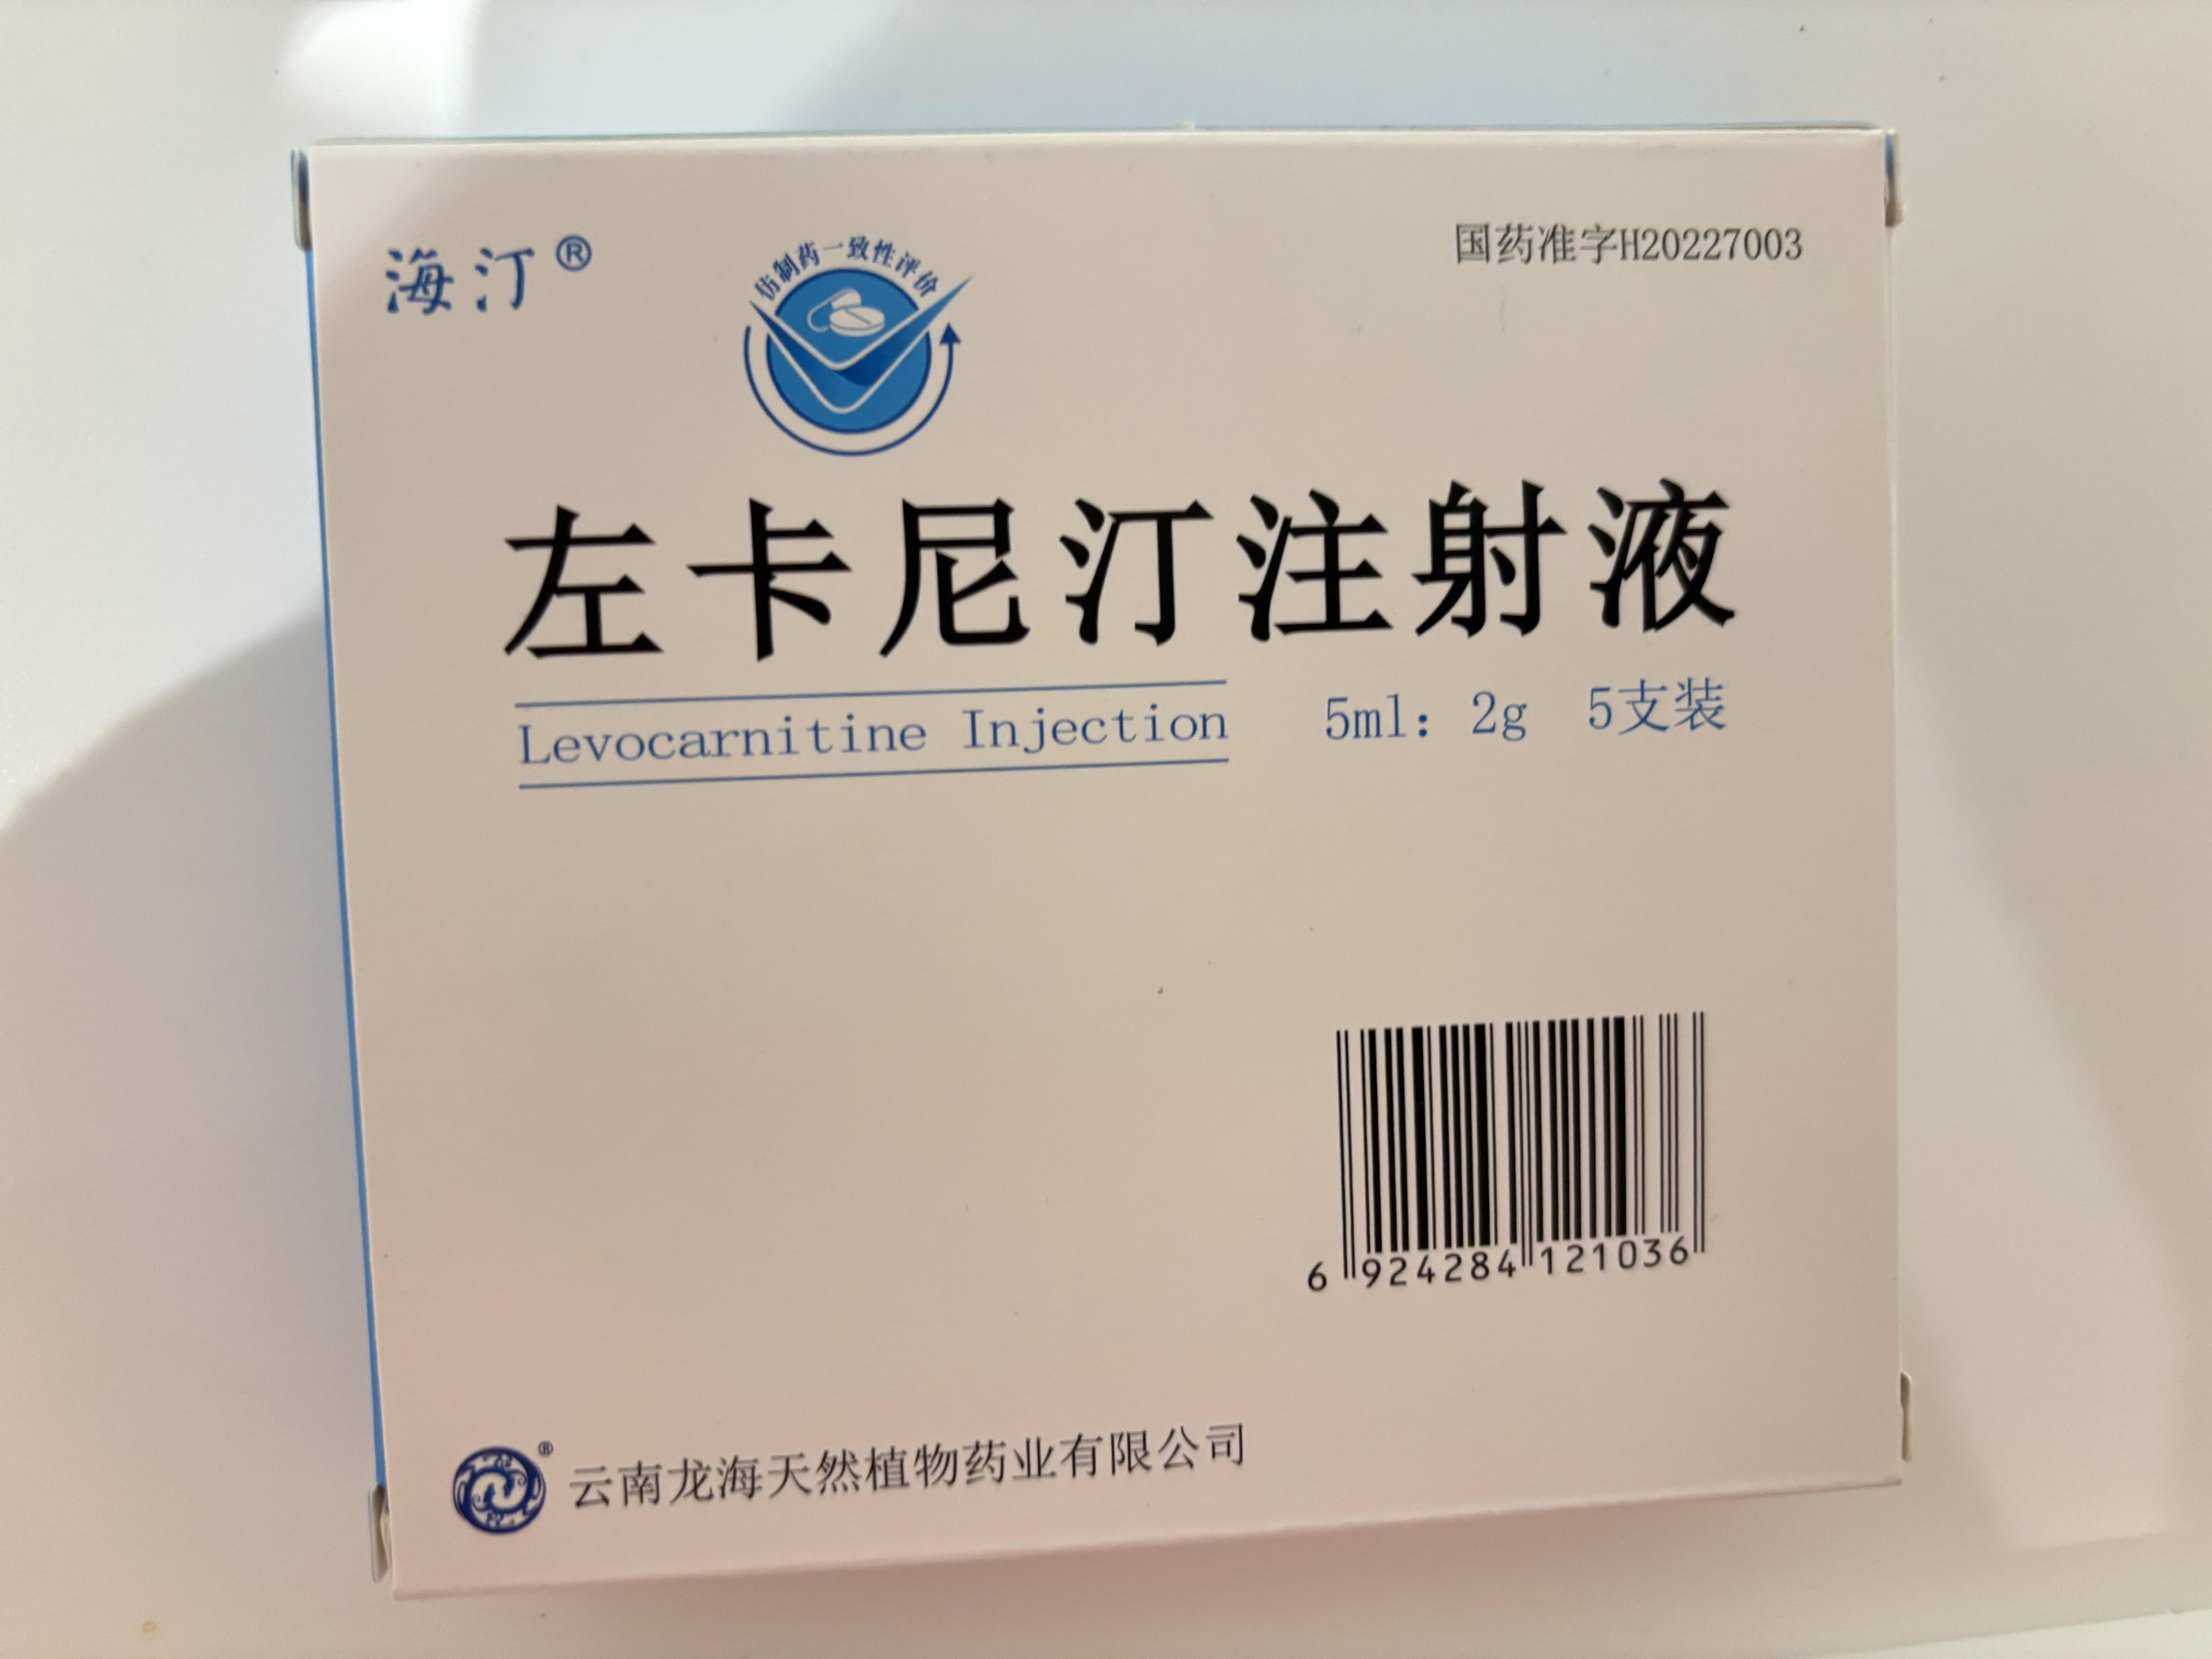 海汀®
仿制药一致性评价
国药准字H20227003
左卡尼汀注射液
Levocarnitine Injection 5ml：2g 5支装
6 924284 121036
® 云南龙海天然植物药业有限公司